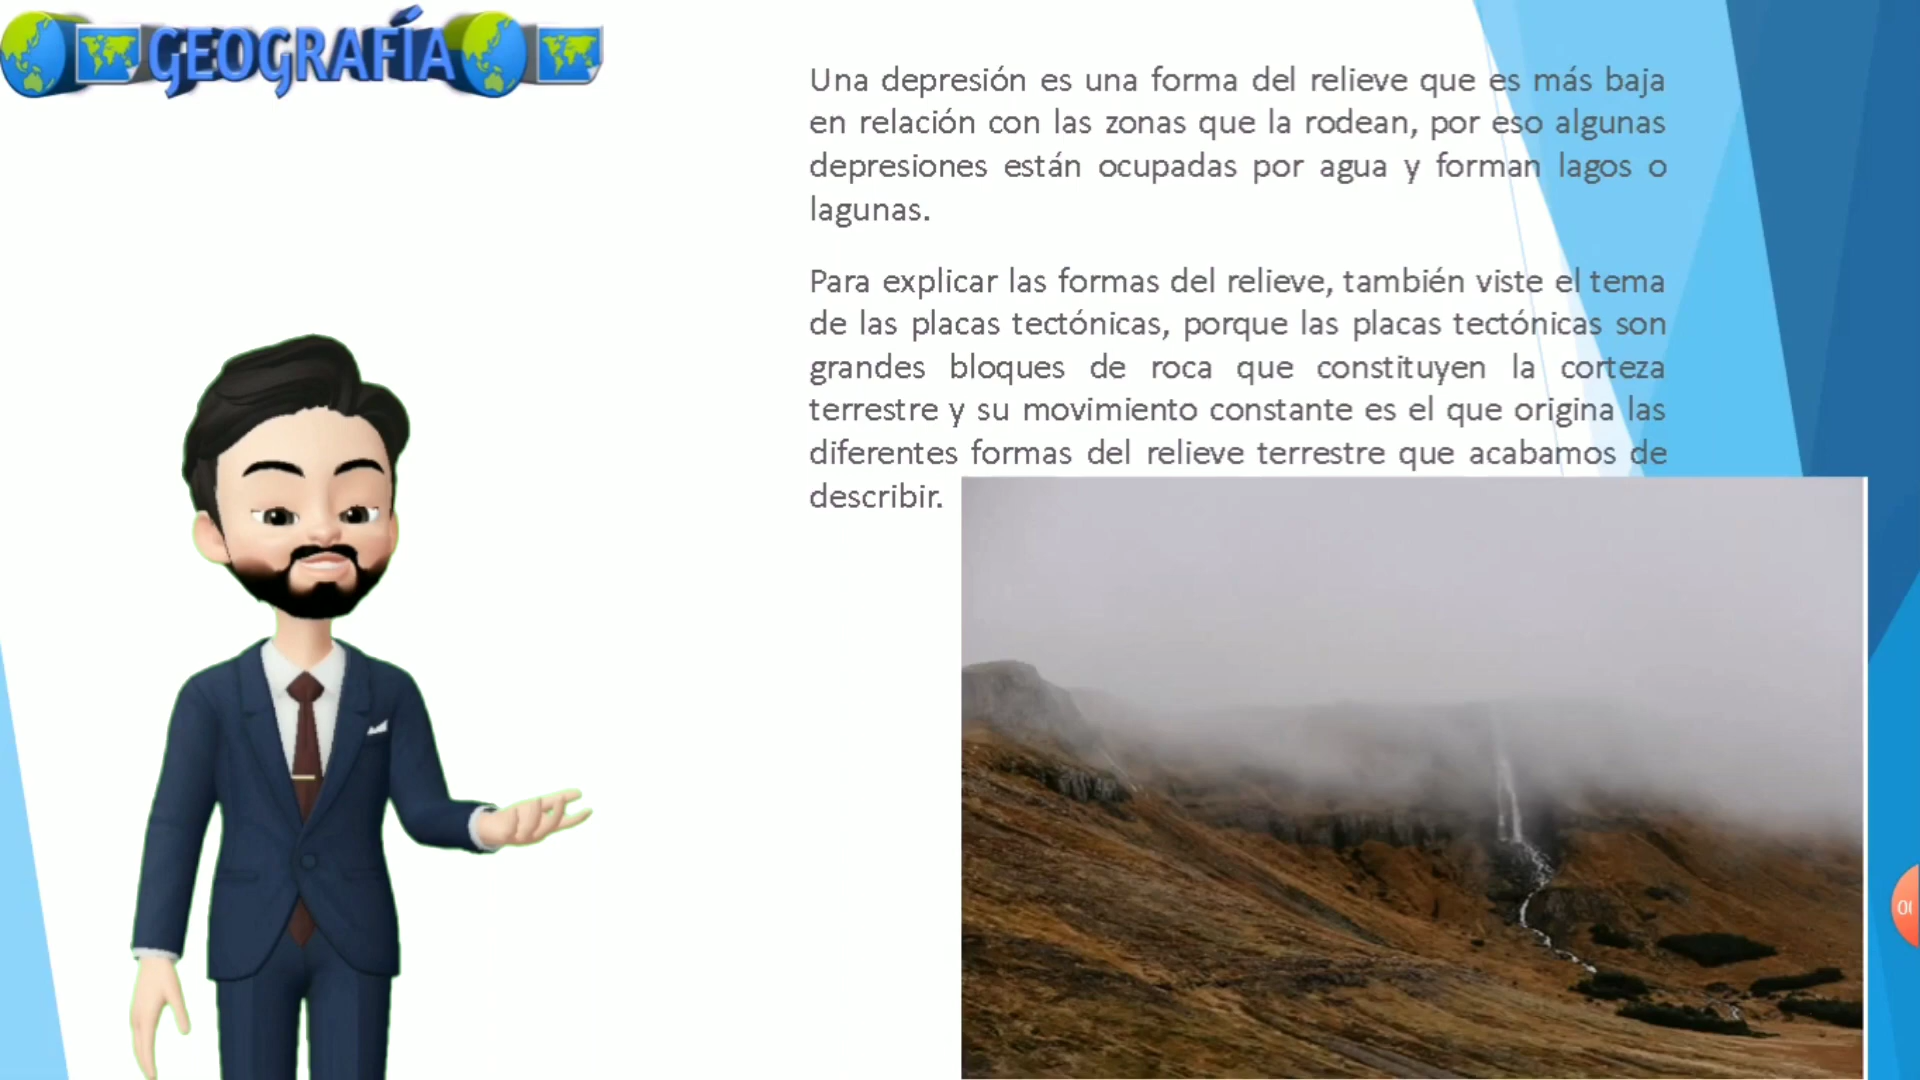 GEOGRAFÍA
Una depresión es una forma del relieve que es más baja
en relación con las zonas que la rodean, por eso algunas
depresiones están ocupadas por agua y forman lagos o
lagunas.
Para explicar las formas del relieve, también viste el tema
de las placas tectónicas, porque las placas tectónicas son
grandes bloques de roca que constituyen la corteza
terrestre y su movimiento constante es el que origina las
diferentes formas del relieve terrestre que acabamos de
describir.